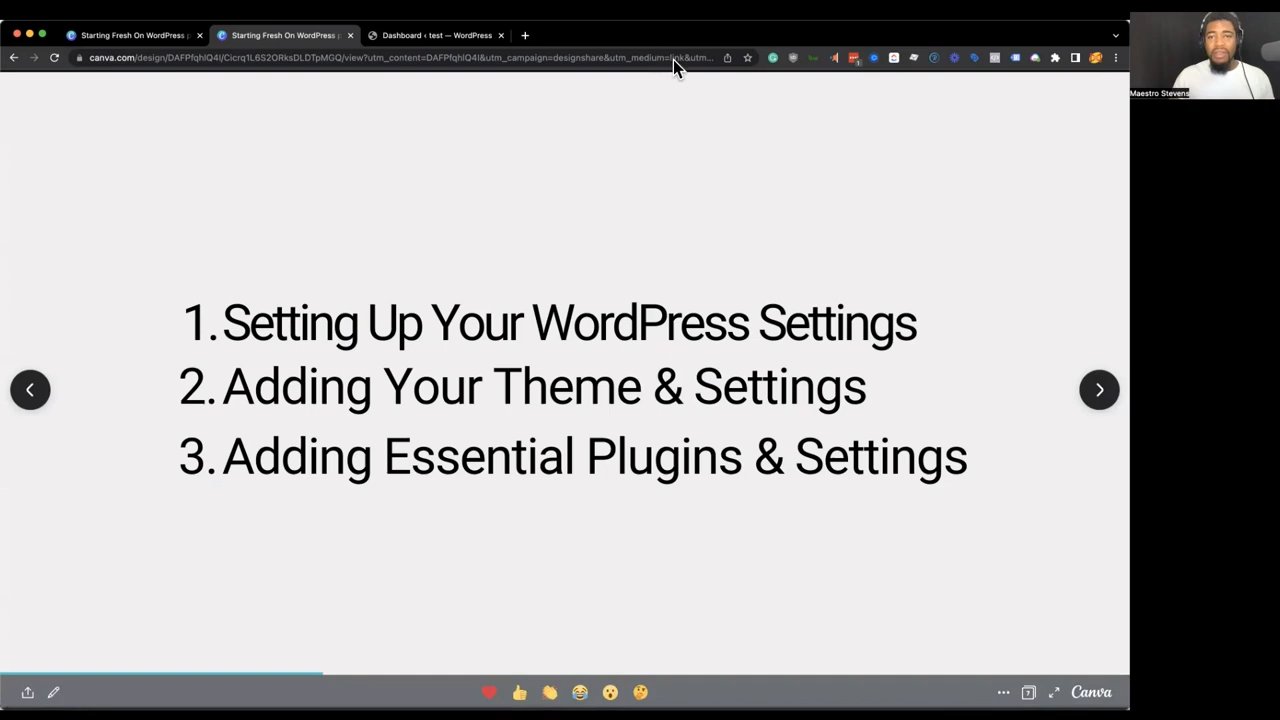 Starting Fresh On WordPress p
Starting Fresh On WordPress p
Dashboard ‹ test — WordPress
canva.com/design/DAFPfqhlQ4I/Cicrq1L6S2ORksDLDTpMGQ/view?utm_content=DAFPfqhlQ4I&utm_campaign=designshare&utm_medium=link&utm...
Maestro Stevens
1. Setting Up Your WordPress Settings
2. Adding Your Theme & Settings
3. Adding Essential Plugins & Settings
7
Canva